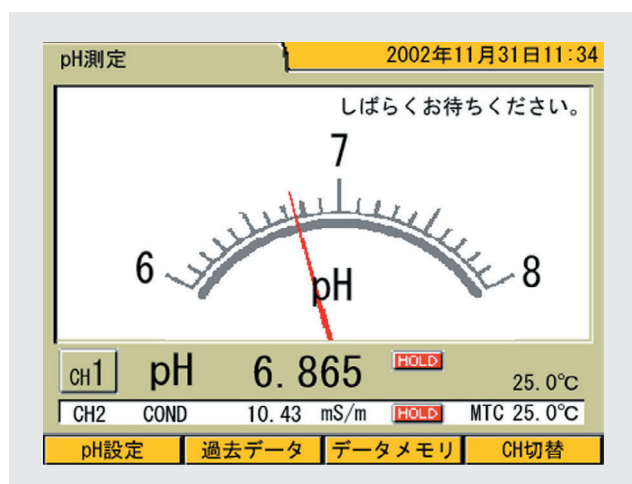 pH測定 2002年11月31日11:34
しばらくお待ちください。
7
6 8
pH
CH1 pH 6.865 HOLD 25.0℃
CH2 COND 10.43 mS/m HOLD MTC 25.0℃
pH設定 過去データ データメモリ CH切替